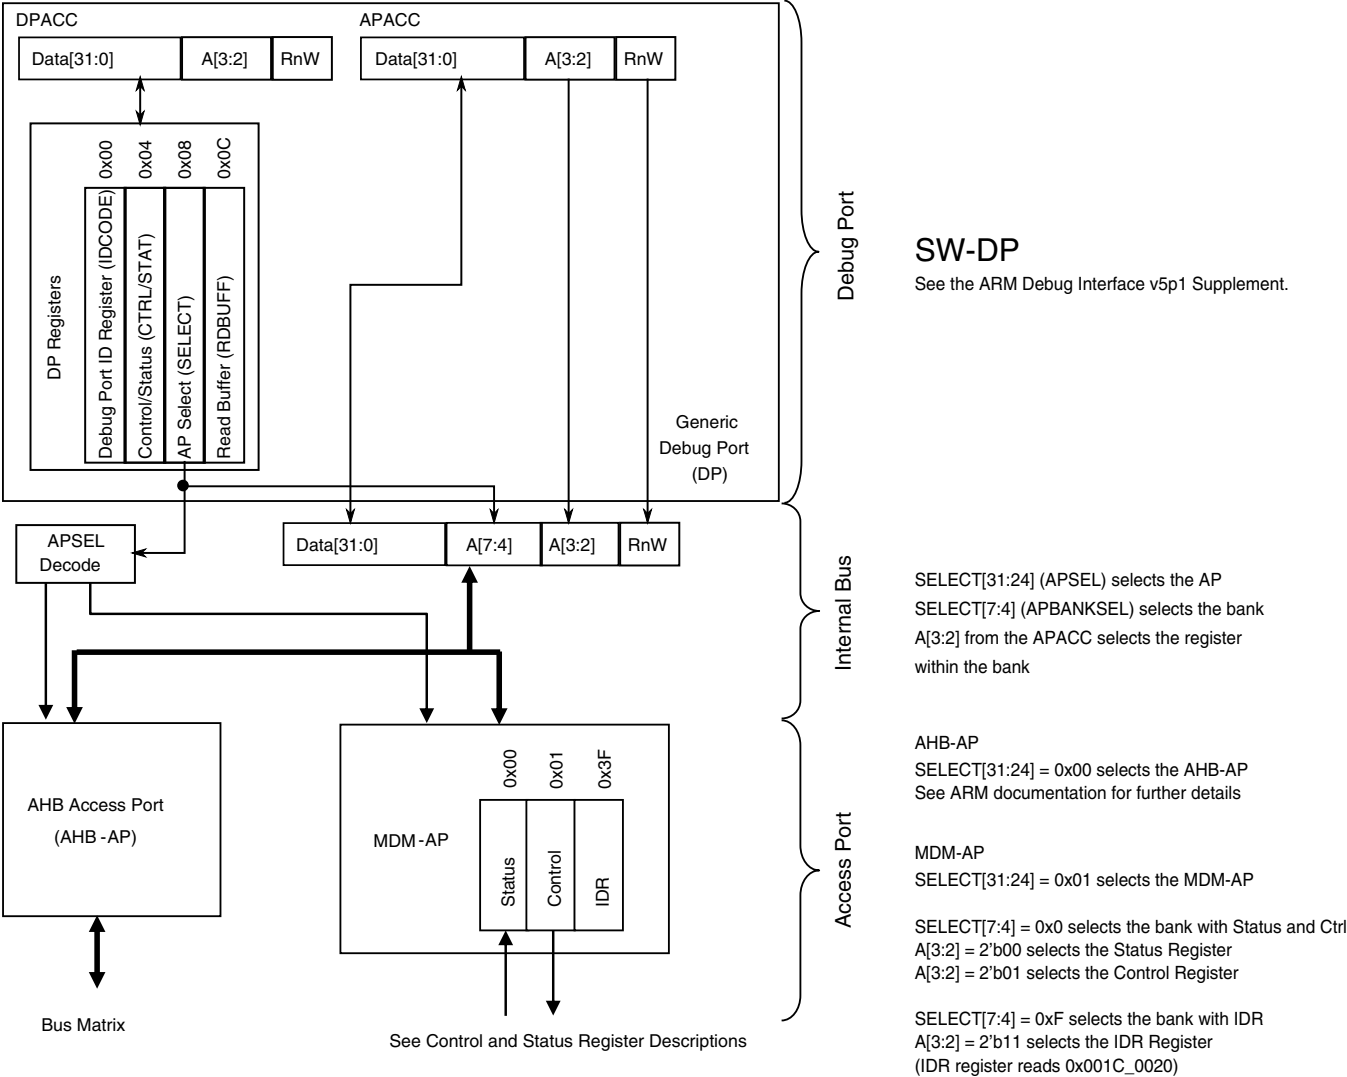 DPACC
APACC
Data[31:0]
A[3:2]
RnW
Data[31:0]
A[3:2]
RnW
0x00
0x04
0x08
0x0C
DP Registers
Debug Port ID Register (IDCODE)
Control/Status (CTRL/STAT)
AP Select (SELECT)
Read Buffer (RDBUFF)
Generic
Debug Port
(DP)
Debug Port
SW-DP
See the ARM Debug Interface v5p1 Supplement.
APSEL
Decode
Data[31:0]
A[7:4]
A[3:2]
RnW
Internal Bus
SELECT[31:24] (APSEL) selects the AP
SELECT[7:4] (APBANKSEL) selects the bank
A[3:2] from the APACC selects the register
within the bank
AHB Access Port
(AHB-AP)
Bus Matrix
MDM-AP
0x00
0x01
0x3F
Status
Control
IDR
See Control and Status Register Descriptions
Access Port
AHB-AP
SELECT[31:24] = 0x00 selects the AHB-AP
See ARM documentation for further details
MDM-AP
SELECT[31:24] = 0x01 selects the MDM-AP
SELECT[7:4] = 0x0 selects the bank with Status and Ctrl
A[3:2] = 2'b00 selects the Status Register
A[3:2] = 2'b01 selects the Control Register
SELECT[7:4] = 0xF selects the bank with IDR
A[3:2] = 2'b11 selects the IDR Register
(IDR register reads 0x001C_0020)